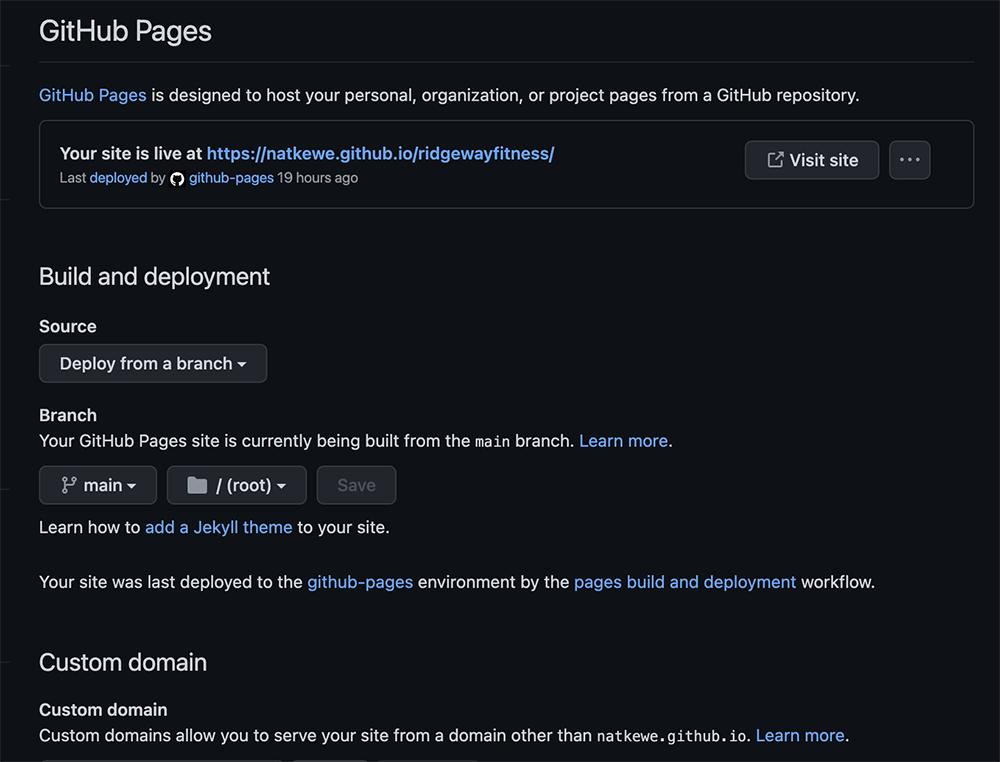 GitHub Pages
GitHub Pages is designed to host your personal, organization, or project pages from a GitHub repository.
Your site is live at https://natkewe.github.io/ridgewayfitness/
Visit site
Last deployed by github-pages 19 hours ago
Build and deployment
Source
Deploy from a branch
Branch
Your GitHub Pages site is currently being built from the main branch. Learn more.
main / (root) Save
Learn how to add a Jekyll theme to your site.
Your site was last deployed to the github-pages environment by the pages build and deployment workflow.
Custom domain
Custom domain
Custom domains allow you to serve your site from a domain other than natkewe.github.io. Learn more.